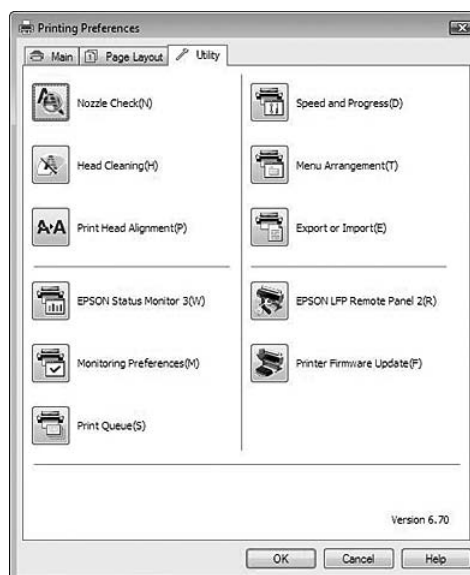 Printing Preferences
Main
Page Layout
Utility
Nozzle Check(N)
Head Cleaning(H)
Print Head Alignment(P)
EPSON Status Monitor 3(W)
Monitoring Preferences(M)
Print Queue(S)
Speed and Progress(D)
Menu Arrangement(T)
Export or Import(E)
EPSON LFP Remote Panel 2(R)
Printer Firmware Update(F)
Version 6.70
OK
Cancel
Help